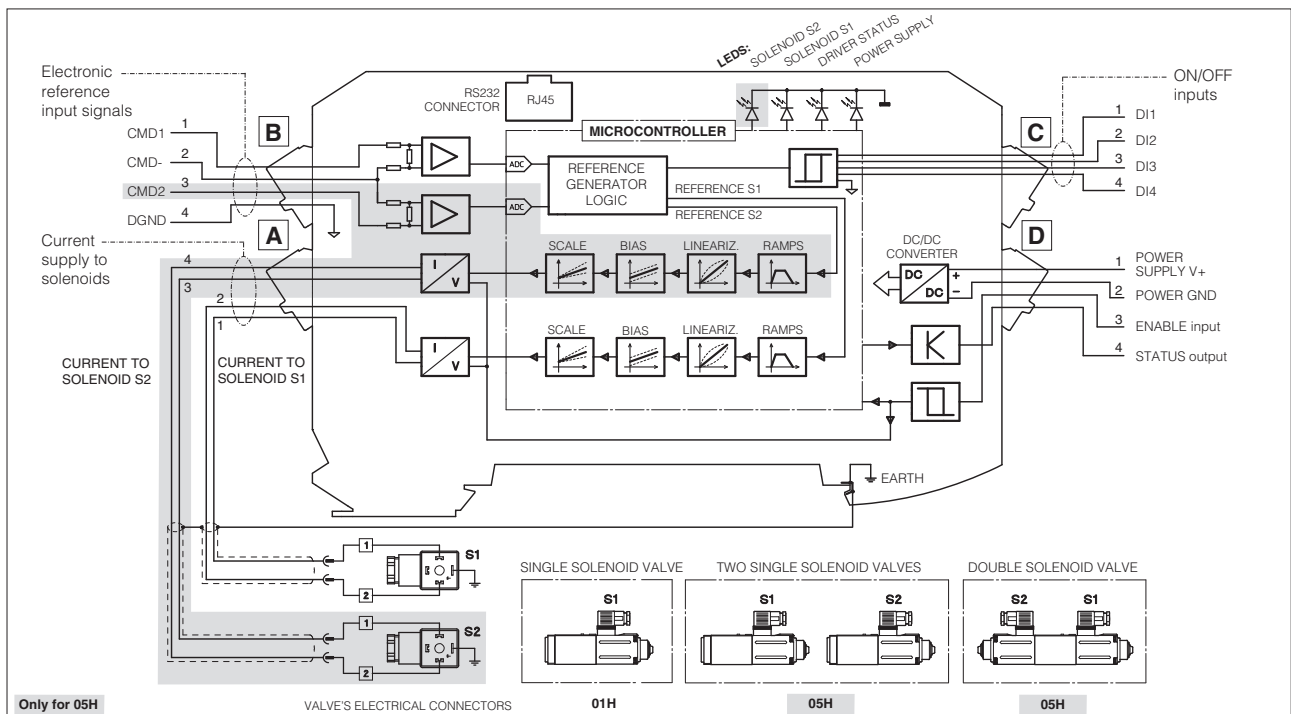 LEDS:
SOLENOID S2
SOLENOID S1
DRIVER STATUS
POWER SUPPLY
Electronic
reference
input signals
RS232
CONNECTOR
RJ45
ON/OFF
inputs
MICROCONTROLLER
B
C
CMD1 1
CMD- 2
CMD2 3
DGND 4
1 DI1
2 DI2
3 DI3
4 DI4
ADC
ADC
REFERENCE
GENERATOR
LOGIC
REFERENCE S1
REFERENCE S2
A
D
Current
supply to
solenoids
4
3
2
1
I
V
SCALE BIAS LINEARIZ. RAMPS
DC/DC
CONVERTER
DC
DC
+
-
1 POWER
SUPPLY V+
2 POWER GND
3 ENABLE input
4 STATUS output
I
V
SCALE BIAS LINEARIZ. RAMPS
K
CURRENT TO
SOLENOID S2
CURRENT TO
SOLENOID S1
EARTH
1
2
S1
1
2
S2
SINGLE SOLENOID VALVE
S1
01H
TWO SINGLE SOLENOID VALVES
S1 S2
05H
DOUBLE SOLENOID VALVE
S2 S1
05H
Only for 05H
VALVE'S ELECTRICAL CONNECTORS